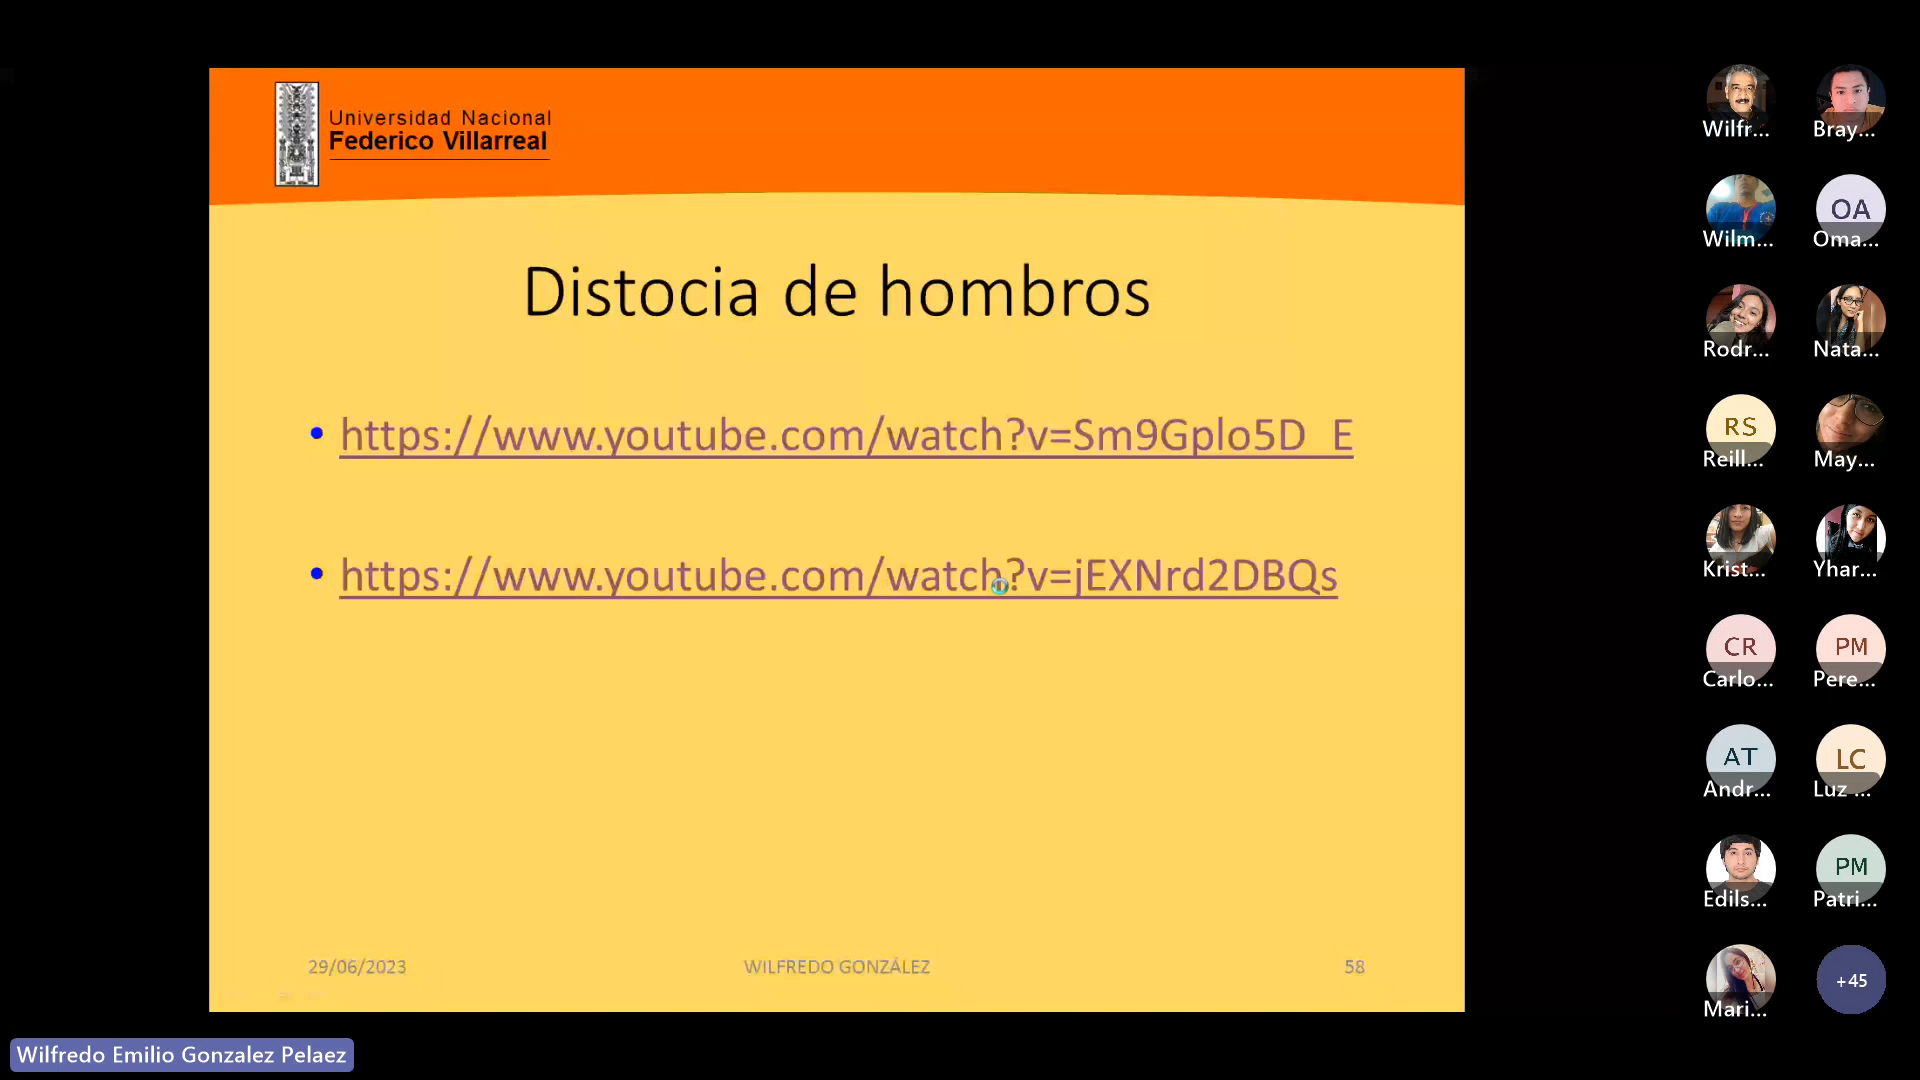 Universidad Nacional
Federico Villarreal
Distocia de hombros
• https://www.youtube.com/watch?v=Sm9Gplo5D_E
• https://www.youtube.com/watch?v=jEXNrd2DBQs
29/06/2023
WILFREDO GONZÁLEZ
58
Wilfredo Emilio Gonzalez Pelaez
Wilfr...
Bray...
Wilm...
OA
Oma...
Rodr...
Nata...
RS
Reill...
May...
Krist...
Yhar...
CR
Carlo...
PM
Pere...
AT
Andr...
LC
Luz ...
Edils...
PM
Patri...
Mari...
+45